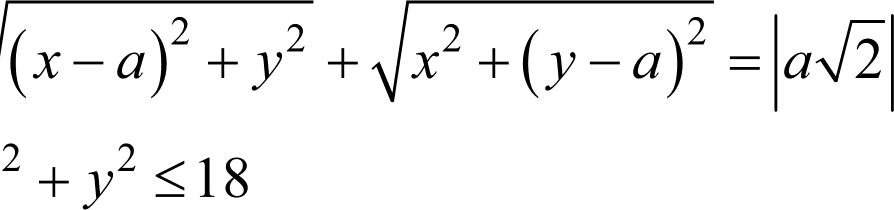 √((x − a)² + y²) + √(x² + (y − a)²) = |a√2|
² + y² ≤ 18